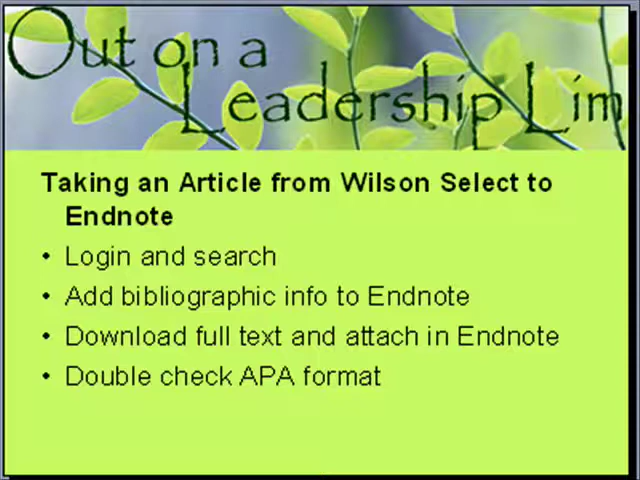 Out on a
Leadership Lim
Taking an Article from Wilson Select to
Endnote
• Login and search
• Add bibliographic info to Endnote
• Download full text and attach in Endnote
• Double check APA format